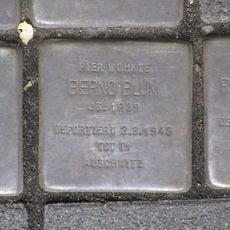 HIER WOHNTE
BERND BLUM
JG. 1939
DEPORTIERT 2.3.1943
TOT IN
AUSCHWITZ